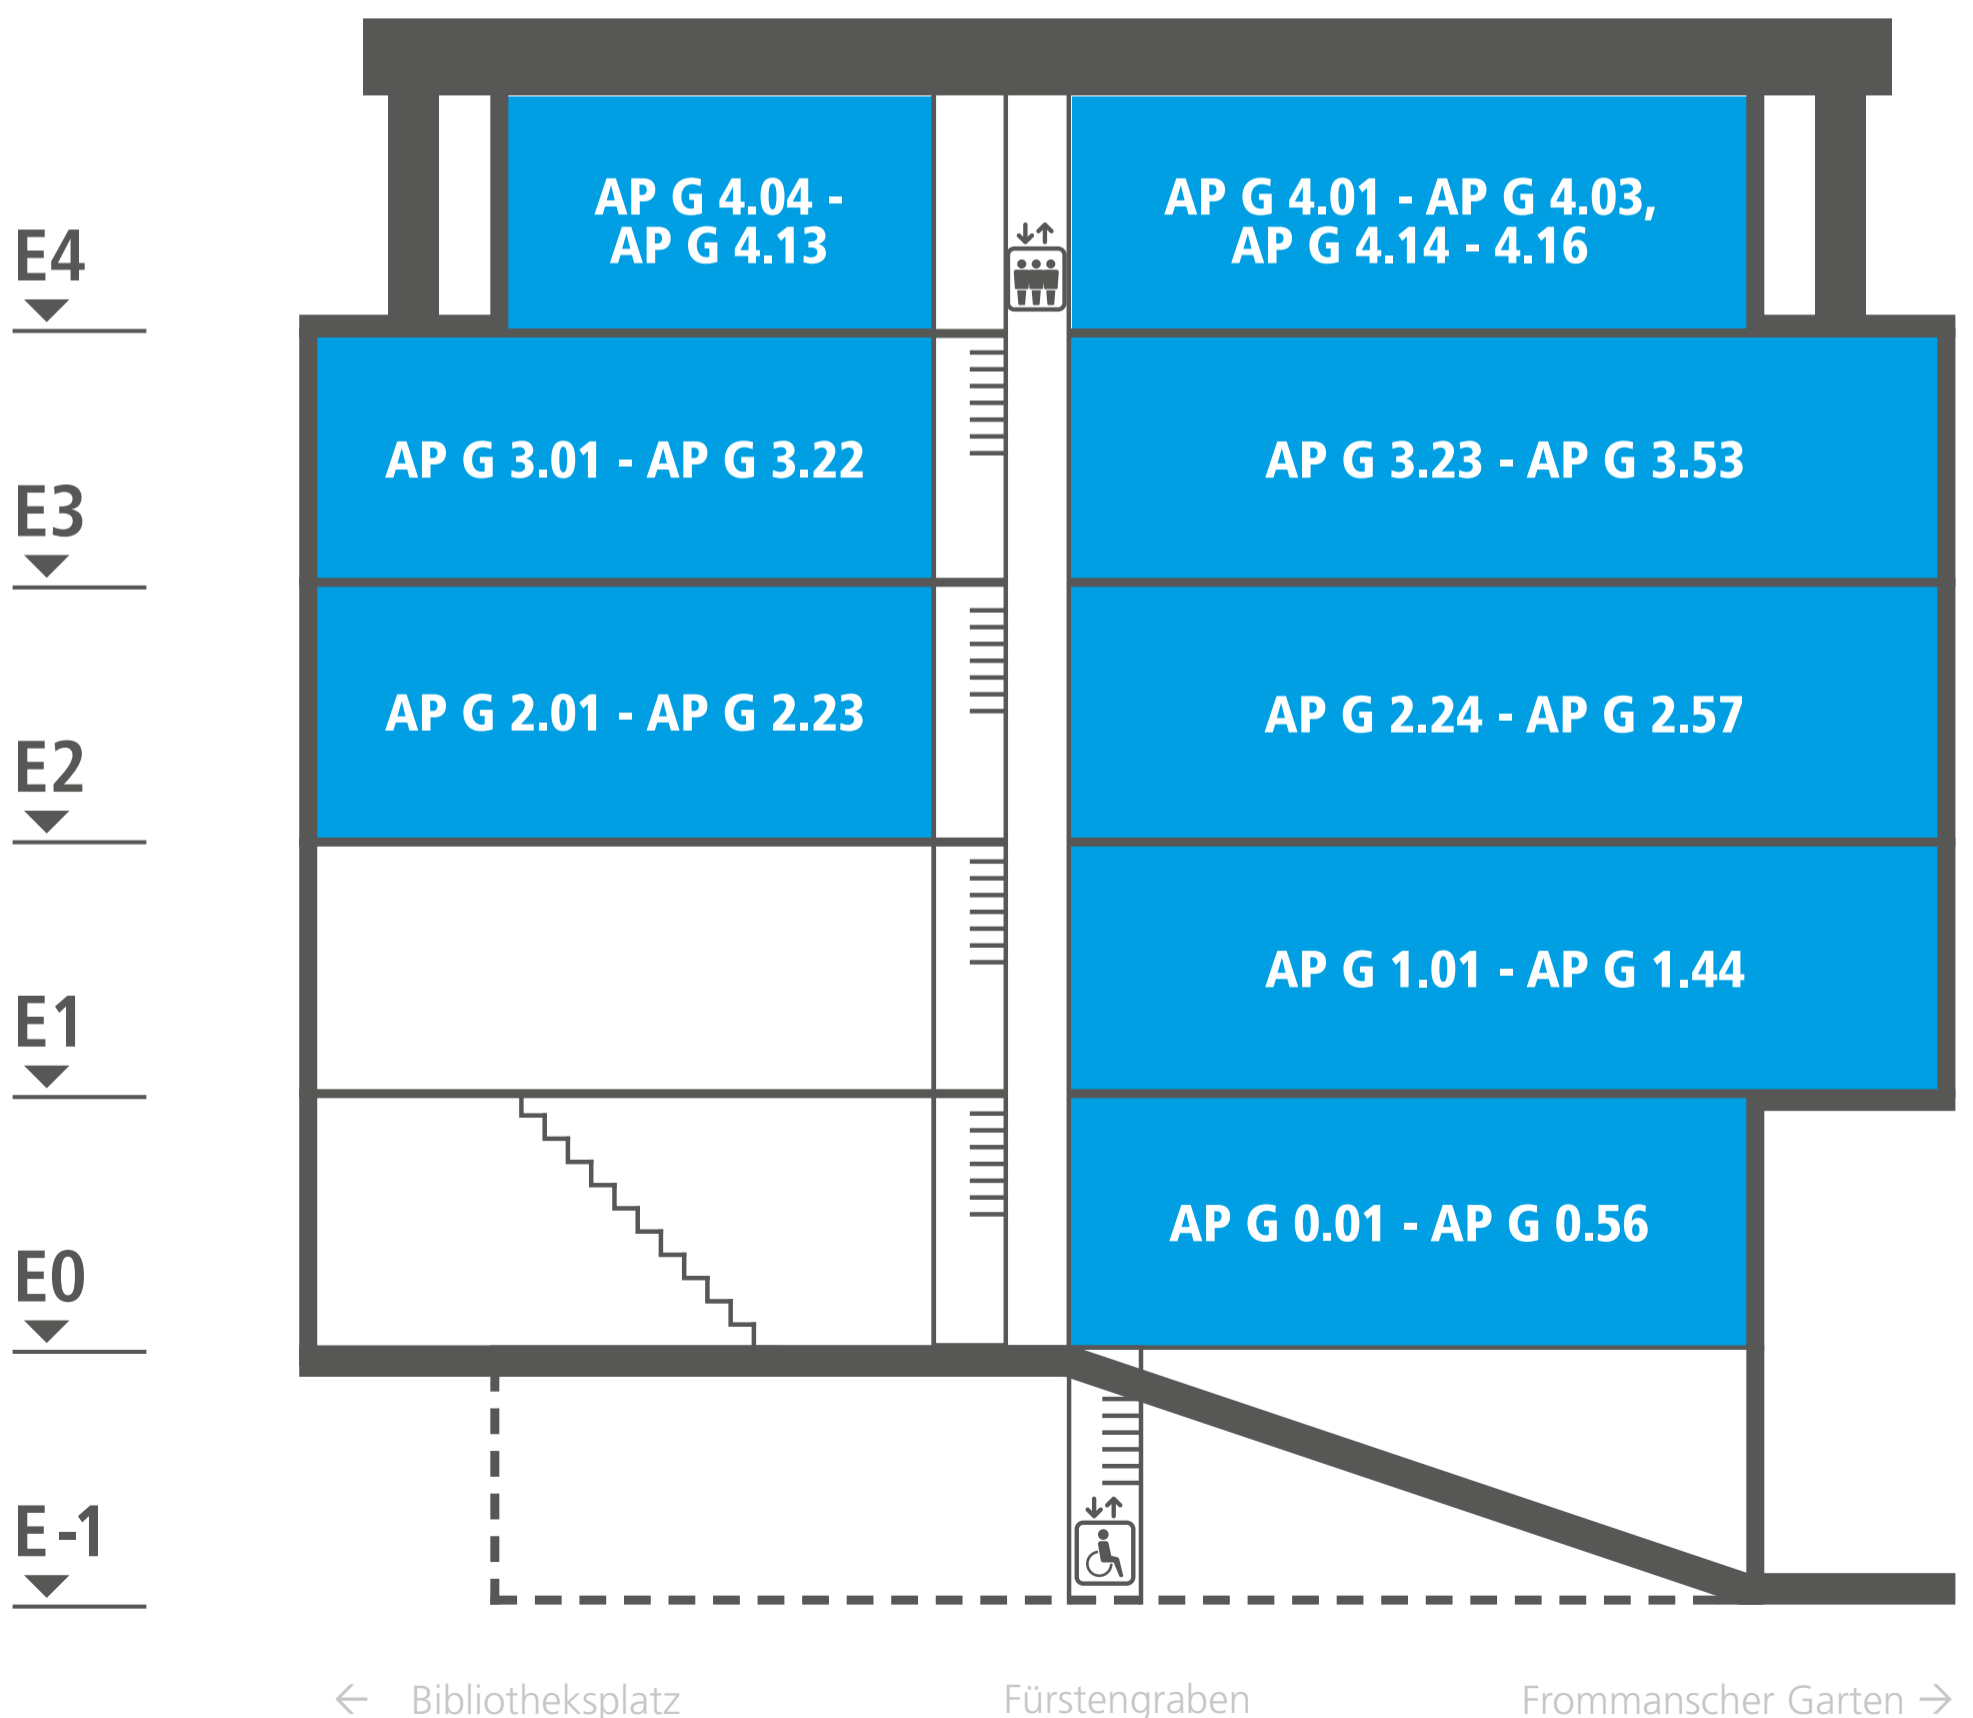 E4
AP G 4.04 -
AP G 4.13
AP G 4.01 - AP G 4.03,
AP G 4.14 - 4.16
E3
AP G 3.01 - AP G 3.22
AP G 3.23 - AP G 3.53
E2
AP G 2.01 - AP G 2.23
AP G 2.24 - AP G 2.57
E1
AP G 1.01 - AP G 1.44
E0
AP G 0.01 - AP G 0.56
E-1
← Bibliotheksplatz
Fürstengraben
Frommanscher Garten →